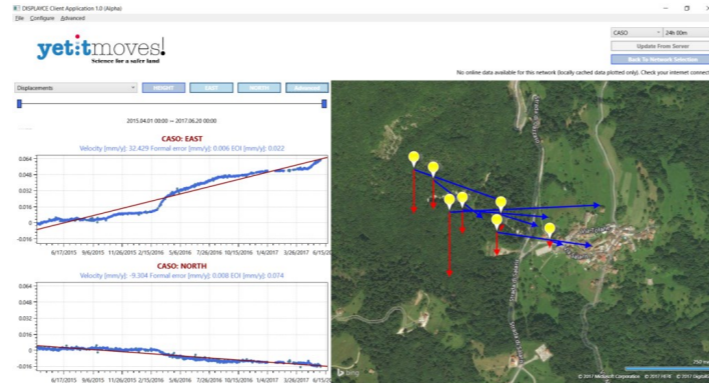 DISPLAYCE Client Application 1.0 (Alpha)
File Configure Advanced
CASO 24h 00m
Update From Server
Back To Network Selection
yetitmoves!
Science for a safer land
No online data available for this network (locally cached data plotted only). Check your internet connect
Displacements HEIGHT EAST NORTH Advanced
2015.04.01 00:00 — 2017.06.20 00:00
CASO: EAST
Velocity [mm/y]: 32.429 Formal error [mm/y]: 0.006 EOI [mm/y]: 0.022
0.064
0.048
0.032
0.016
0
-0.016
6/17/2015 9/6/2015 11/26/2015 2/15/2016 5/6/2016 7/26/2016 10/15/2016 1/4/2017 3/26/2017 6/15/2
CASO: NORTH
Velocity [mm/y]: -9.304 Formal error [mm/y]: 0.008 EOI [mm/y]: 0.074
0.064
0.048
0.032
0.016
0
-0.016
6/17/2015 9/6/2015 11/26/2015 2/15/2016 5/6/2016 7/26/2016 10/15/2016 1/4/2017 3/26/2017 6/15/2
bing
© 2017 Microsoft Corporation © 2017 HERE